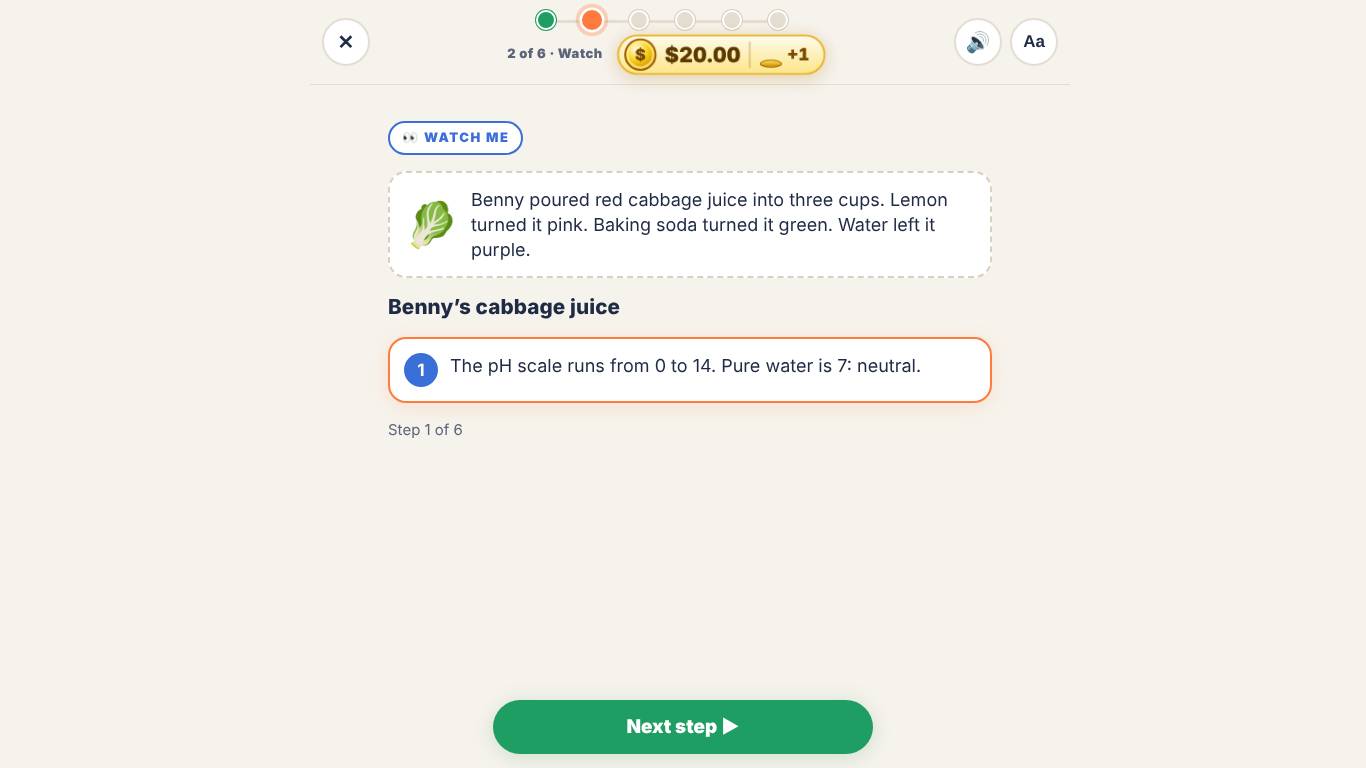 2 of 6 · Watch
$ $20.00 +1
Aa
👀 WATCH ME
Benny poured red cabbage juice into three cups. Lemon
turned it pink. Baking soda turned it green. Water left it
purple.
Benny’s cabbage juice
1 The pH scale runs from 0 to 14. Pure water is 7: neutral.
Step 1 of 6
Next step ▶